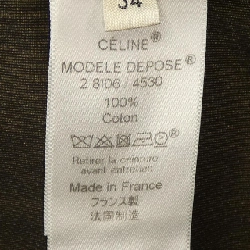 34
CÉLINE®
MODELE DEPOSE®
2 8I06 / 4530
100%
Coton
Retirer la ceinture
avant entretien
Made in France
フランス製
法國制造